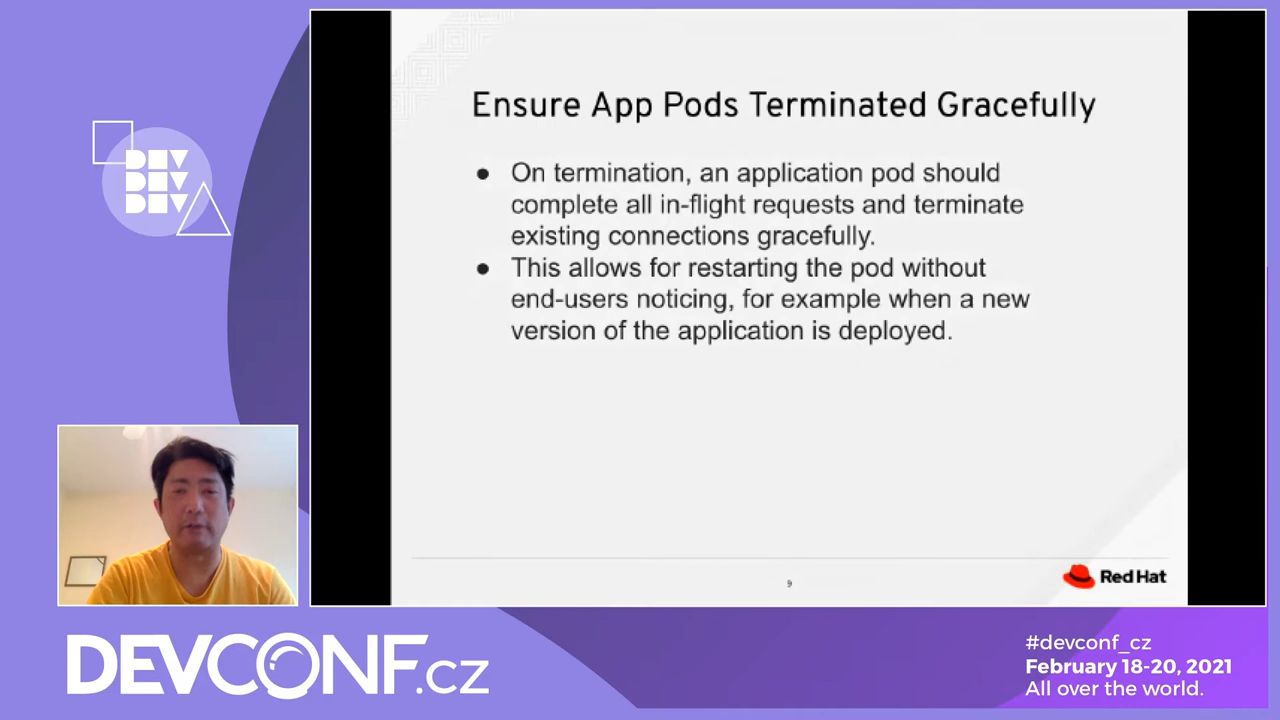 DEV
DEV
DEV
Ensure App Pods Terminated Gracefully
● On termination, an application pod should
complete all in-flight requests and terminate
existing connections gracefully.
● This allows for restarting the pod without
end-users noticing, for example when a new
version of the application is deployed.
9
Red Hat
DEVCONF.cz
#devconf_cz
February 18-20, 2021
All over the world.